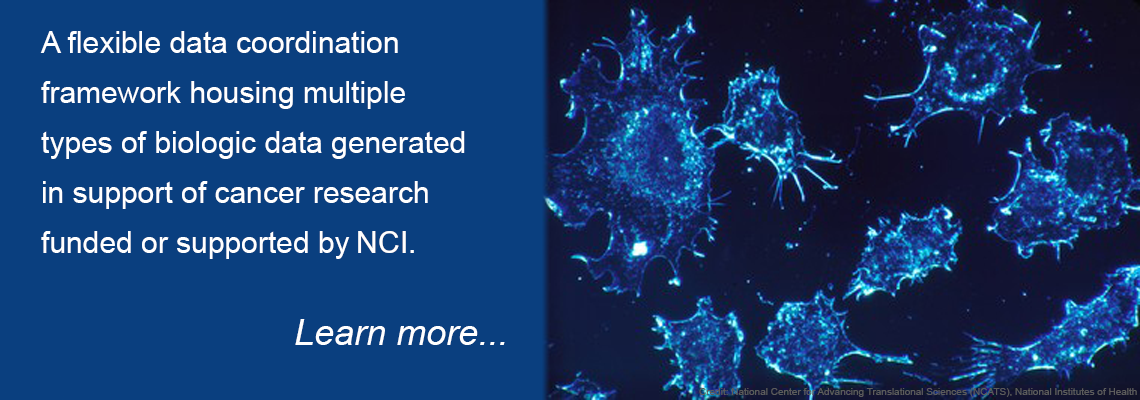 A flexible data coordination
framework housing multiple
types of biologic data generated
in support of cancer research
funded or supported by NCI.
Learn more...
Credit: National Center for Advancing Translational Sciences (NCATS), National Institutes of Health